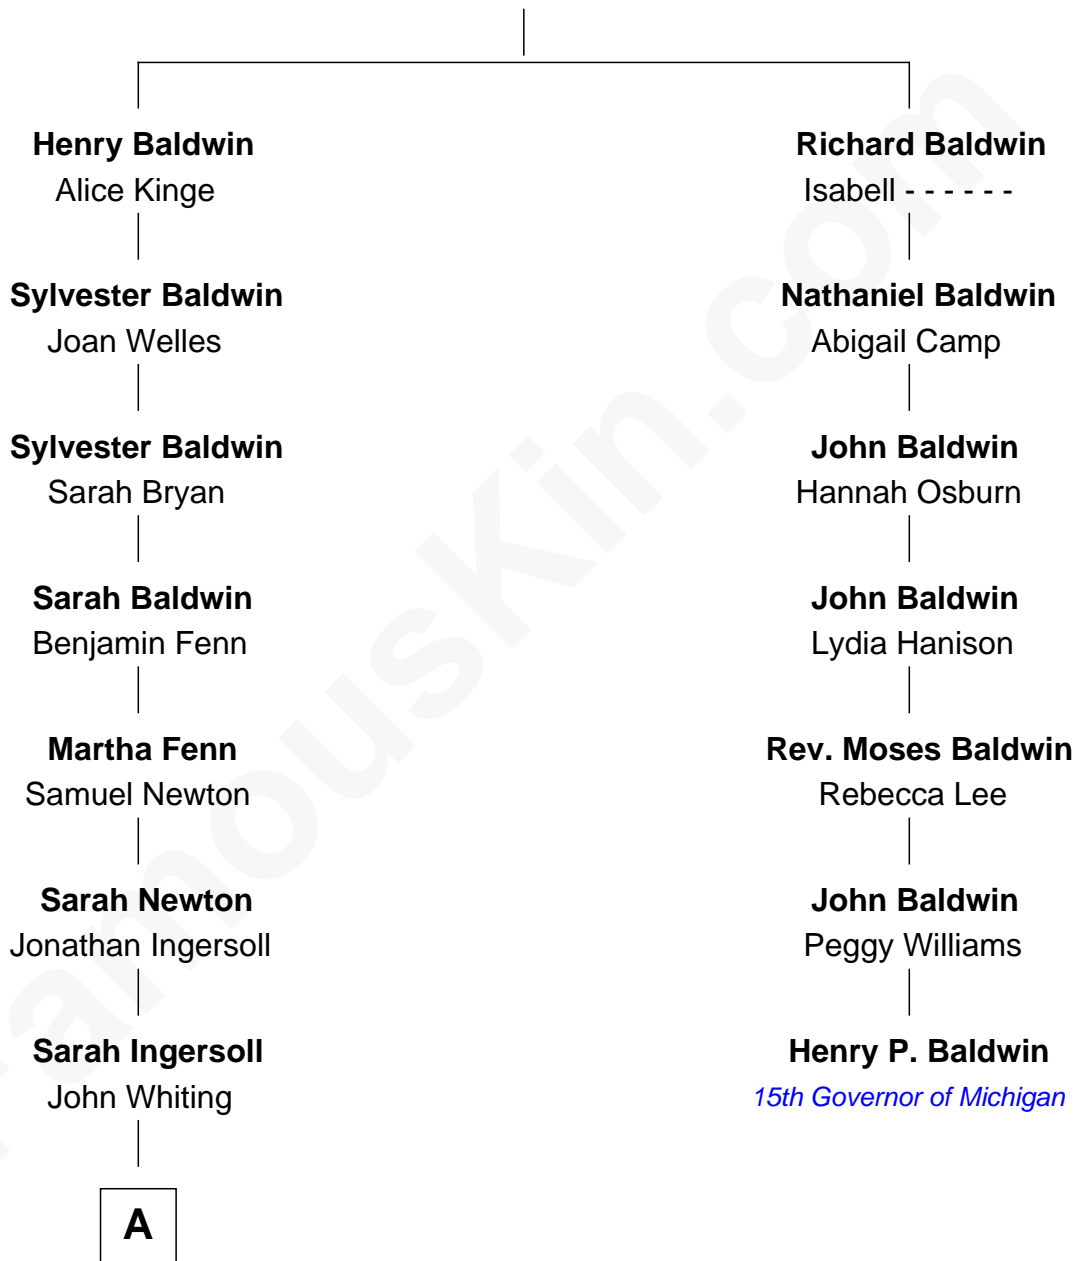 Henry Baldwin
Alice Kinge
Sylvester Baldwin
Joan Welles
Sylvester Baldwin
Sarah Bryan
Sarah Baldwin
Benjamin Fenn
Martha Fenn
Samuel Newton
Sarah Newton
Jonathan Ingersoll
Sarah Ingersoll
John Whiting
A
Richard Baldwin
Isabell - - - - - -
Nathaniel Baldwin
Abigail Camp
John Baldwin
Hannah Osburn
John Baldwin
Lydia Hanison
Rev. Moses Baldwin
Rebecca Lee
John Baldwin
Peggy Williams
Henry P. Baldwin
15th Governor of Michigan
FamousKin.com